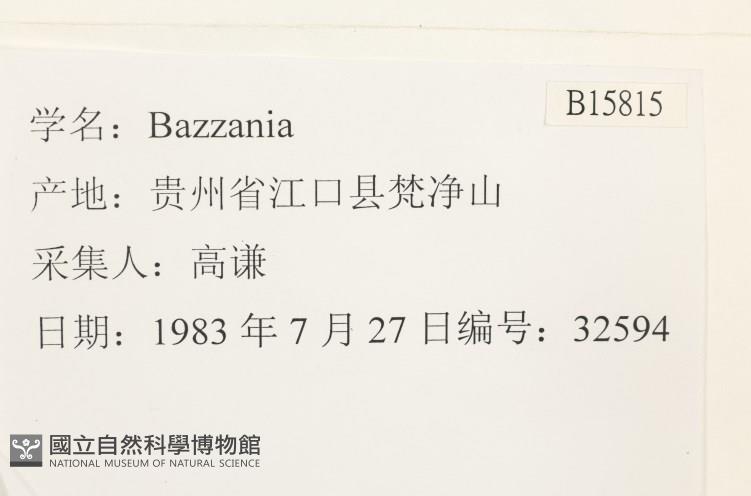 B15815
学名：Bazzania
产地：贵州省江口县梵净山
采集人：高谦
日期：1983 年 7 月 27 日编号：32594
國立自然科學博物館
NATIONAL MUSEUM OF NATURAL SCIENCE